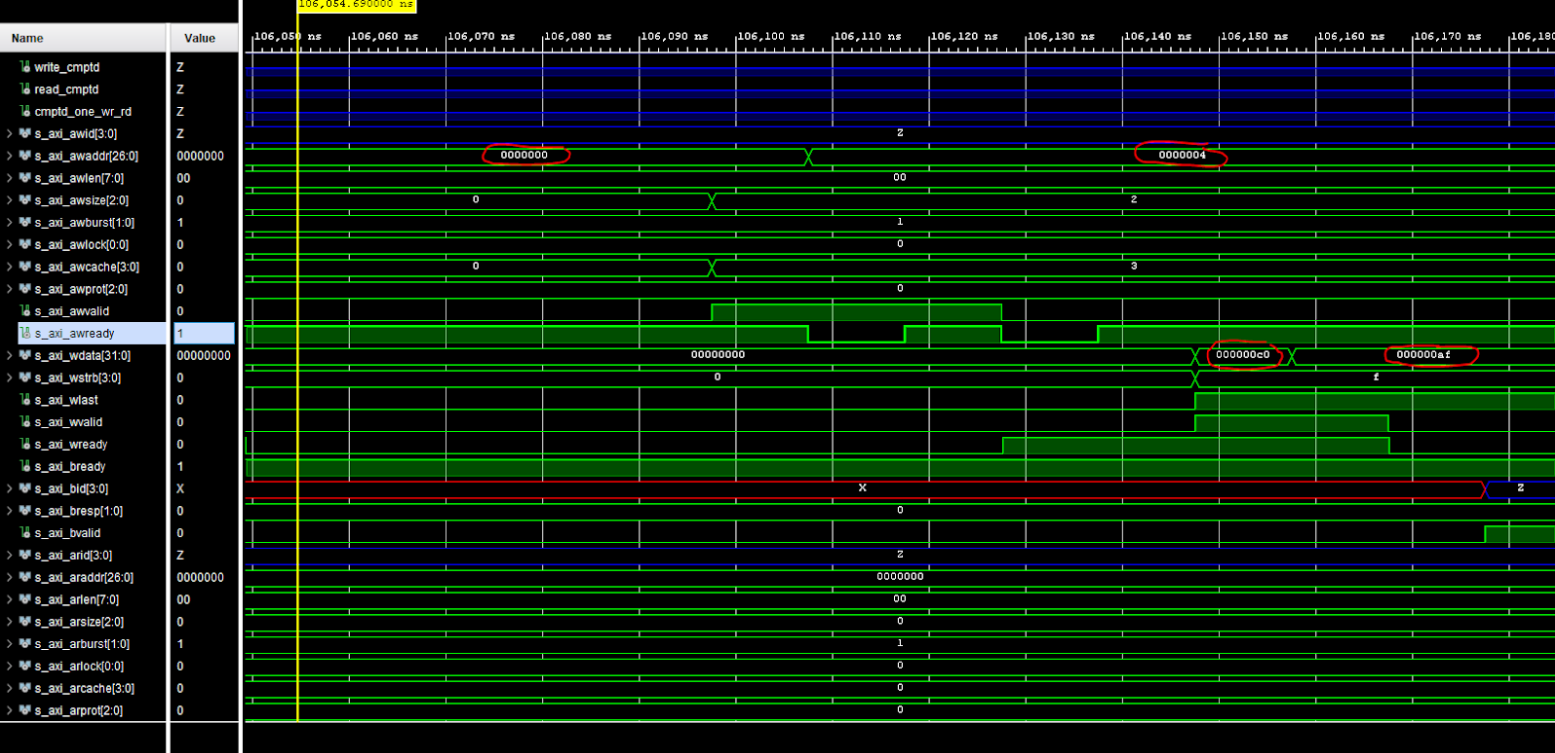 106,054.690000 ns
Name Value
106,050 ns 106,060 ns 106,070 ns 106,080 ns 106,090 ns 106,100 ns 106,110 ns 106,120 ns 106,130 ns 106,140 ns 106,150 ns 106,160 ns 106,170 ns 106,180
write_cmptd Z
read_cmptd Z
cmptd_one_wr_rd Z
s_axi_awid[3:0] Z Z
s_axi_awaddr[26:0] 0000000 0000000 0000004
s_axi_awlen[7:0] 00 00
s_axi_awsize[2:0] 0 0 2
s_axi_awburst[1:0] 1 1
s_axi_awlock[0:0] 0 0
s_axi_awcache[3:0] 0 0 3
s_axi_awprot[2:0] 0 0
s_axi_awvalid 0
s_axi_awready 1
s_axi_wdata[31:0] 00000000 00000000 000000c0 000000af
s_axi_wstrb[3:0] 0 0 f
s_axi_wlast 0
s_axi_wvalid 0
s_axi_wready 0
s_axi_bready 1
s_axi_bid[3:0] X X Z
s_axi_bresp[1:0] 0 0
s_axi_bvalid 0
s_axi_arid[3:0] Z Z
s_axi_araddr[26:0] 0000000 0000000
s_axi_arlen[7:0] 00 00
s_axi_arsize[2:0] 0 0
s_axi_arburst[1:0] 1 1
s_axi_arlock[0:0] 0 0
s_axi_arcache[3:0] 0 0
s_axi_arprot[2:0] 0 0